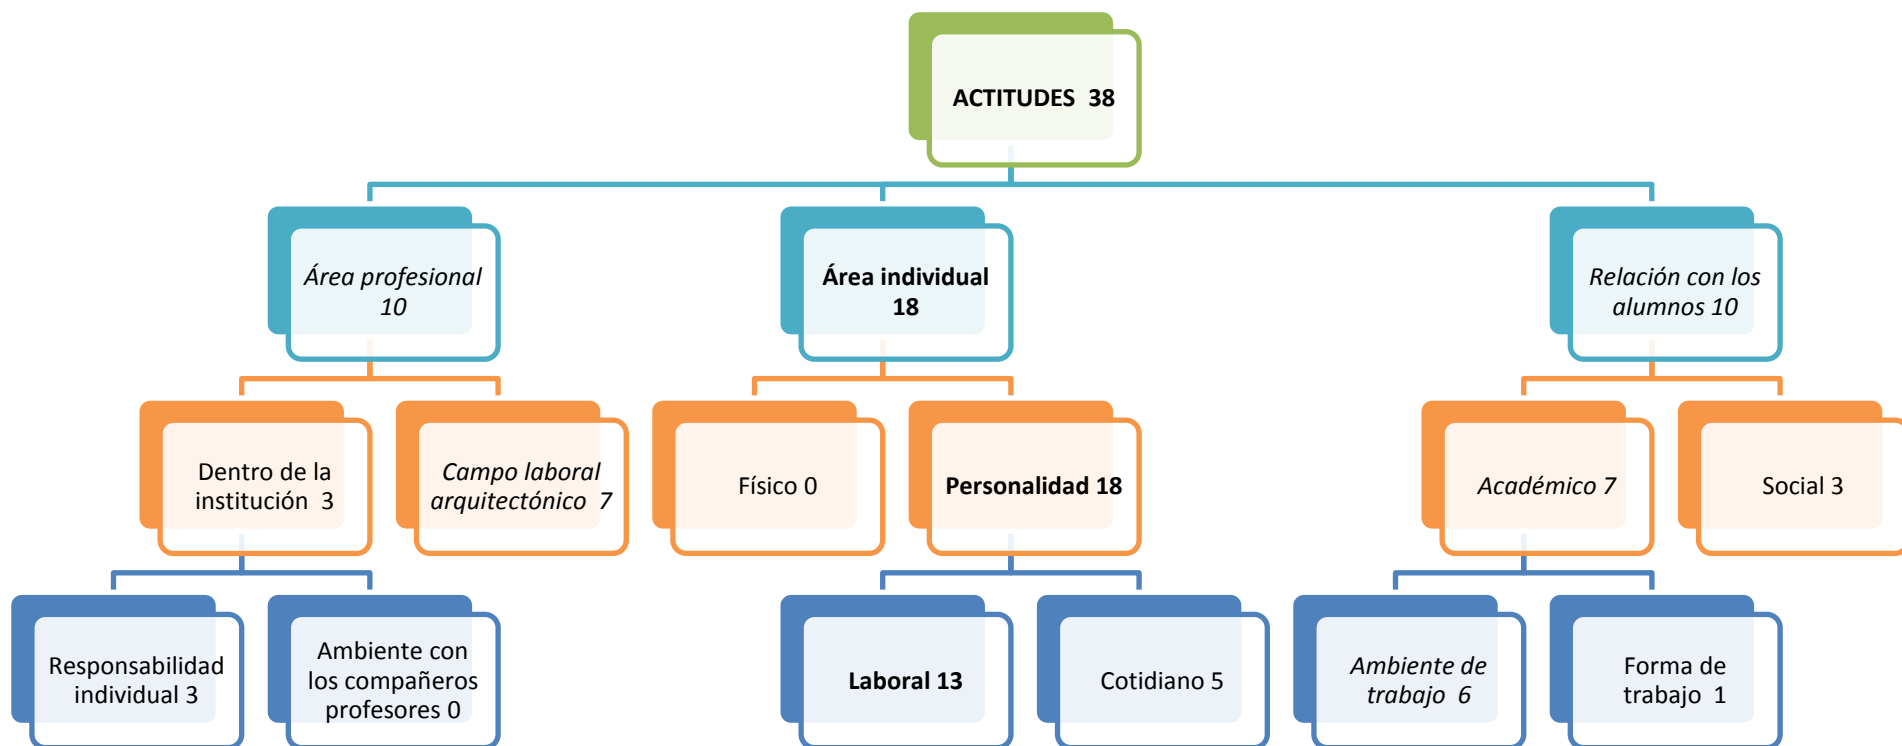 ACTITUDES  38
Área profesional
10
Área individual
18
Relación con los
alumnos 10
Dentro de la
institución  3
Campo laboral
arquitectónico  7
Físico 0
Personalidad 18
Académico 7
Social 3
Responsabilidad
individual 3
Ambiente con
los compañeros
profesores 0
Laboral 13
Cotidiano 5
Ambiente de
trabajo  6
Forma de
trabajo  1